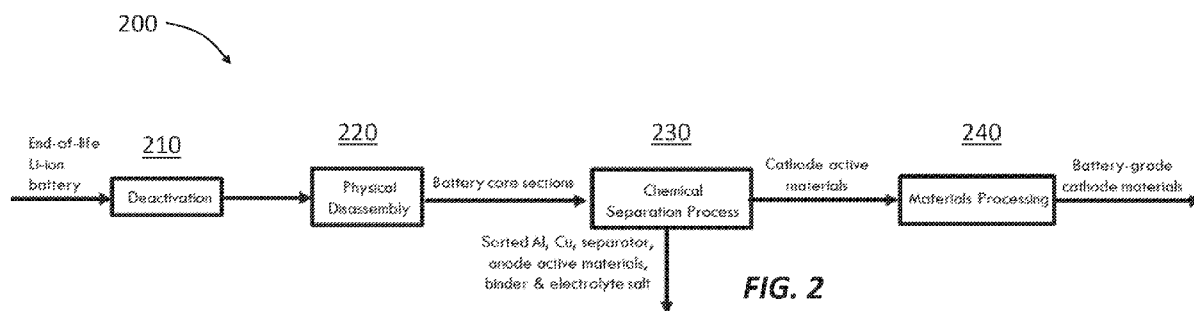 200
End-of-life
Li-ion
battery
210
Deactivation
220
Physical
Disassembly
Battery core sections
230
Chemical
Separation Process
Sorted Al, Cu, separator,
anode active materials,
binder & electrolyte salt
Cathode active
materials
240
Materials Processing
Battery-grade
cathode materials
FIG. 2